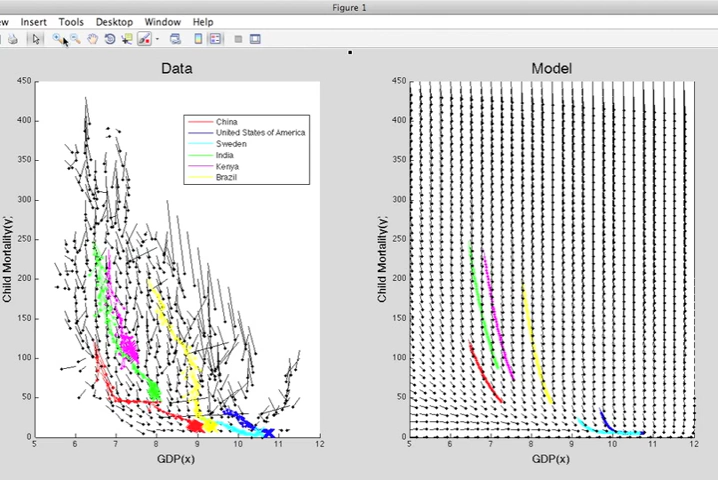 Figure 1
ew Insert Tools Desktop Window Help
Data
450
400
350
300
250
200
150
100
50
0
5 6 7 8 9 10 11 12
Child Mortality(y)
GDP(x)
China
United States of America
Sweden
India
Kenya
Brazil
Model
450
400
350
300
250
200
150
100
50
0
5 6 7 8 9 10 11 12
Child Mortality(y)
GDP(x)